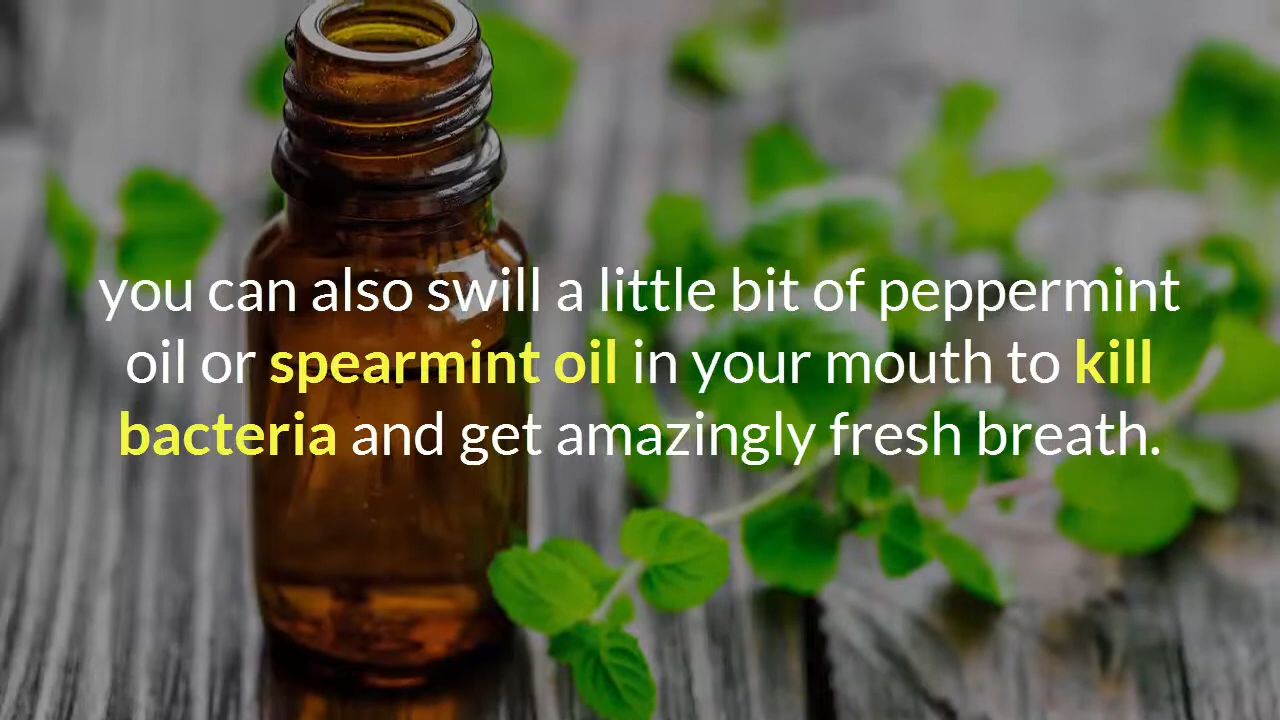 you can also swill a little bit of peppermint
oil or spearmint oil in your mouth to kill
bacteria and get amazingly fresh breath.